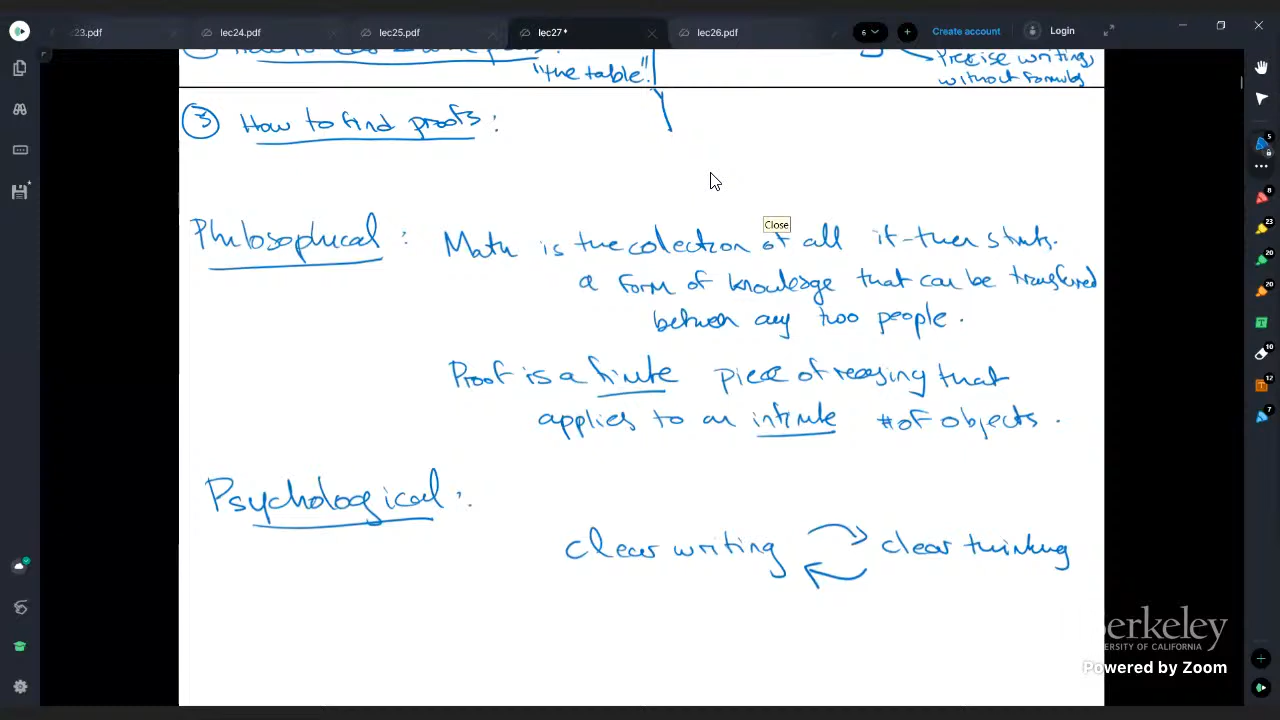 23.pdf
lec24.pdf
lec25.pdf
lec27*
lec26.pdf
6
Create account
Login
"the table".
Precise writing,
without formulas
③ How to find proofs:
Close
Philosophical : Math is the colection of all if-then stmts.
a form of knowledge that can be transferred
between any two people.
Proof is a finite piece of reasoning that
applies to an infinite # of objects.
Psychological :
clear writing clear thinking
Berkeley
UNIVERSITY OF CALIFORNIA
Powered by Zoom